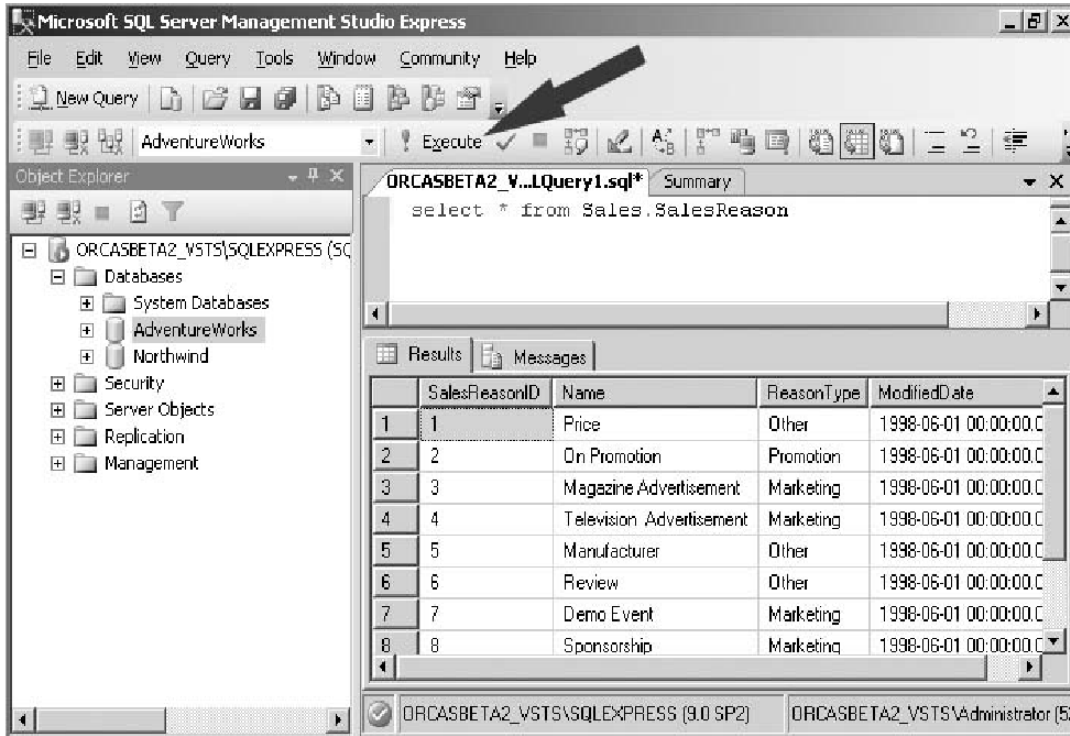 Microsoft SQL Server Management Studio Express
File Edit View Query Tools Window Community Help
New Query
AdventureWorks Execute
Object Explorer
ORCASBETA2_V...LQuery1.sql* Summary
select * from Sales.SalesReason
ORCASBETA2_VSTS\SQLEXPRESS (SQ
Databases
System Databases
AdventureWorks
Northwind
Security
Server Objects
Replication
Management
Results Messages
SalesReasonID Name ReasonType ModifiedDate
1 1 Price Other 1998-06-01 00:00:00.0
2 2 On Promotion Promotion 1998-06-01 00:00:00.0
3 3 Magazine Advertisement Marketing 1998-06-01 00:00:00.0
4 4 Television Advertisement Marketing 1998-06-01 00:00:00.0
5 5 Manufacturer Other 1998-06-01 00:00:00.0
6 6 Review Other 1998-06-01 00:00:00.0
7 7 Demo Event Marketing 1998-06-01 00:00:00.0
8 8 Sponsorship Marketing 1998-06-01 00:00:00.0
ORCASBETA2_VSTS\SQLEXPRESS (9.0 SP2) ORCASBETA2_VSTS\Administrator (5